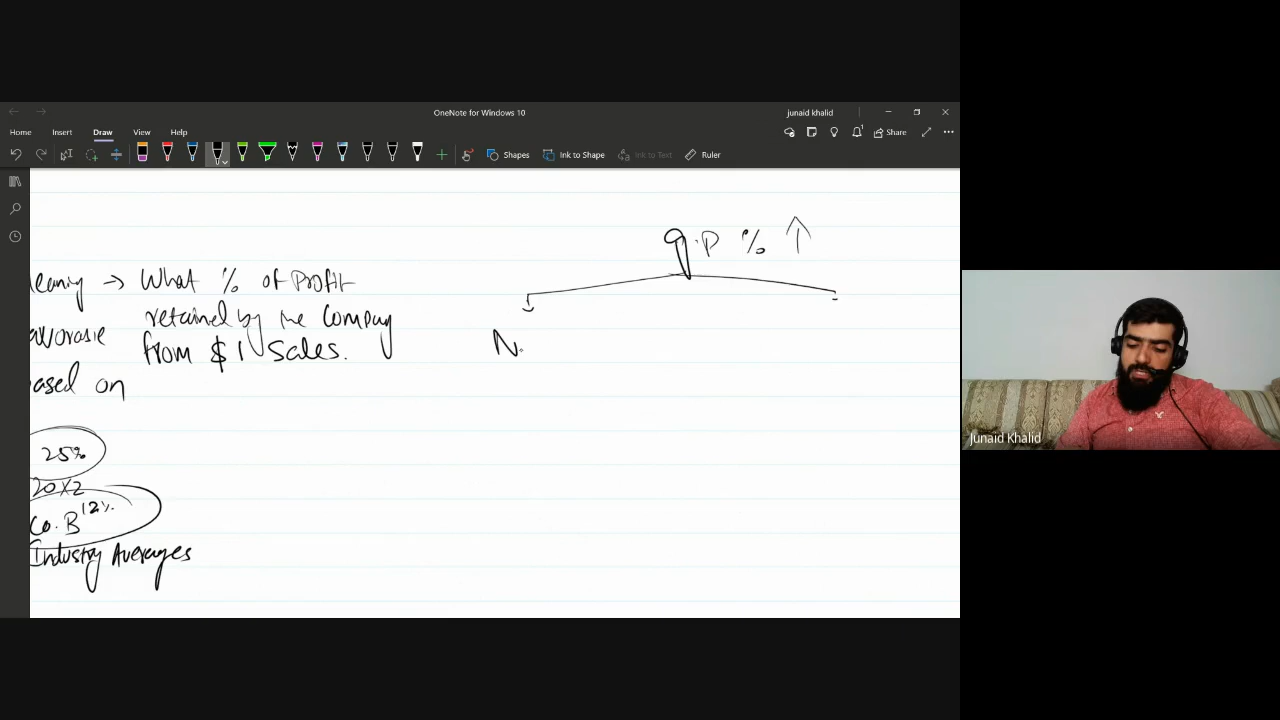 OneNote for Windows 10
junaid khalid
Home Insert Draw View Help
Share
Shapes
Ink to Shape
Ink to Text
Ruler
g.P % ↑
leaning → What % of Profit
retained by the Company
from $1 Sales.
avorable
ased on
N.
25%
20X2
Co. B 12%
Industry Averages
Junaid Khalid